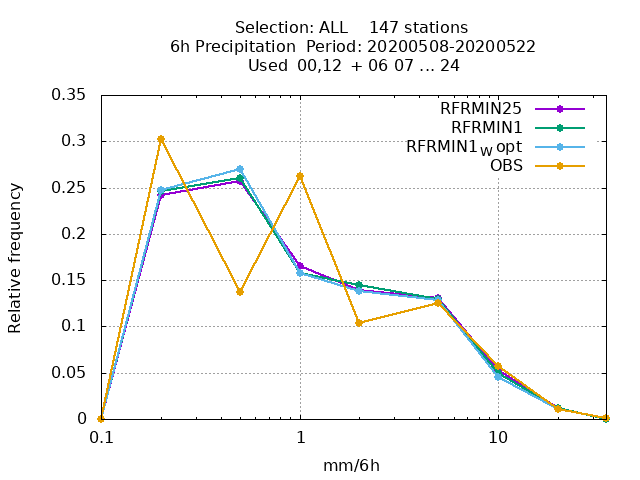 Selection: ALL    147 stations
6h Precipitation  Period: 20200508-20200522
Used  00,12  + 06 07 ... 24
0.35
0.3
0.25
0.2
0.15
0.1
0.05
0
Relative frequency
RFRMIN25
RFRMIN1
RFRMIN1W opt
OBS
0.1
1
10
mm/6h